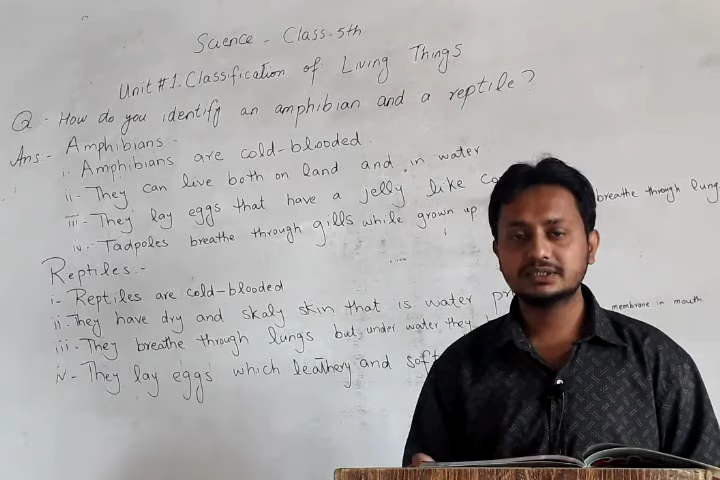 Science - Class-5th
Unit #1. Classification of Living Things
Q - How do you identify an amphibian and a reptile?
Ans:- Amphibians:-
i- Amphibians are cold-blooded.
ii- They can live both on land and in water
iii- They lay eggs that have a jelly like
iv- Tadpoles breathe through gills while grown up breathe through lung
Reptiles:-
i- Reptiles are cold-blooded
ii- They have dry and skaly skin that is water
iii- They breathe through lungs but under water they membrane in mouth
iv- They lay eggs which leathery and soft